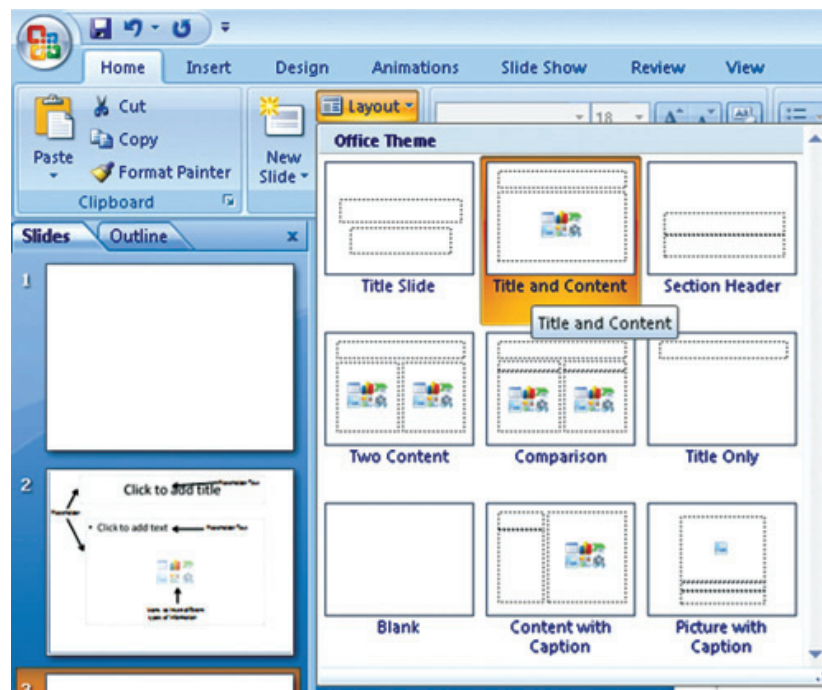 Home Insert Design Animations Slide Show Review View
Cut
Copy
Format Painter
Paste
Clipboard
New
Slide
Layout
18
Slides Outline x
Office Theme
Title Slide Title and Content Section Header
Title and Content
Two Content Comparison Title Only
Blank Content with Picture with
Caption Caption
1
2
Click to add title
• Click to add text
3